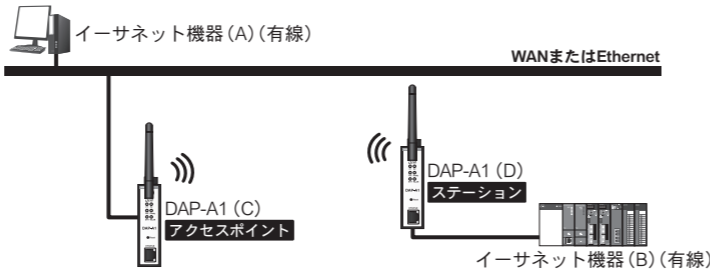 イーサネット機器(A)(有線)
WANまたはEthernet
DAP-A1(D)
ステーション
DAP-A1(C)
アクセスポイント
イーサネット機器(B)(有線)